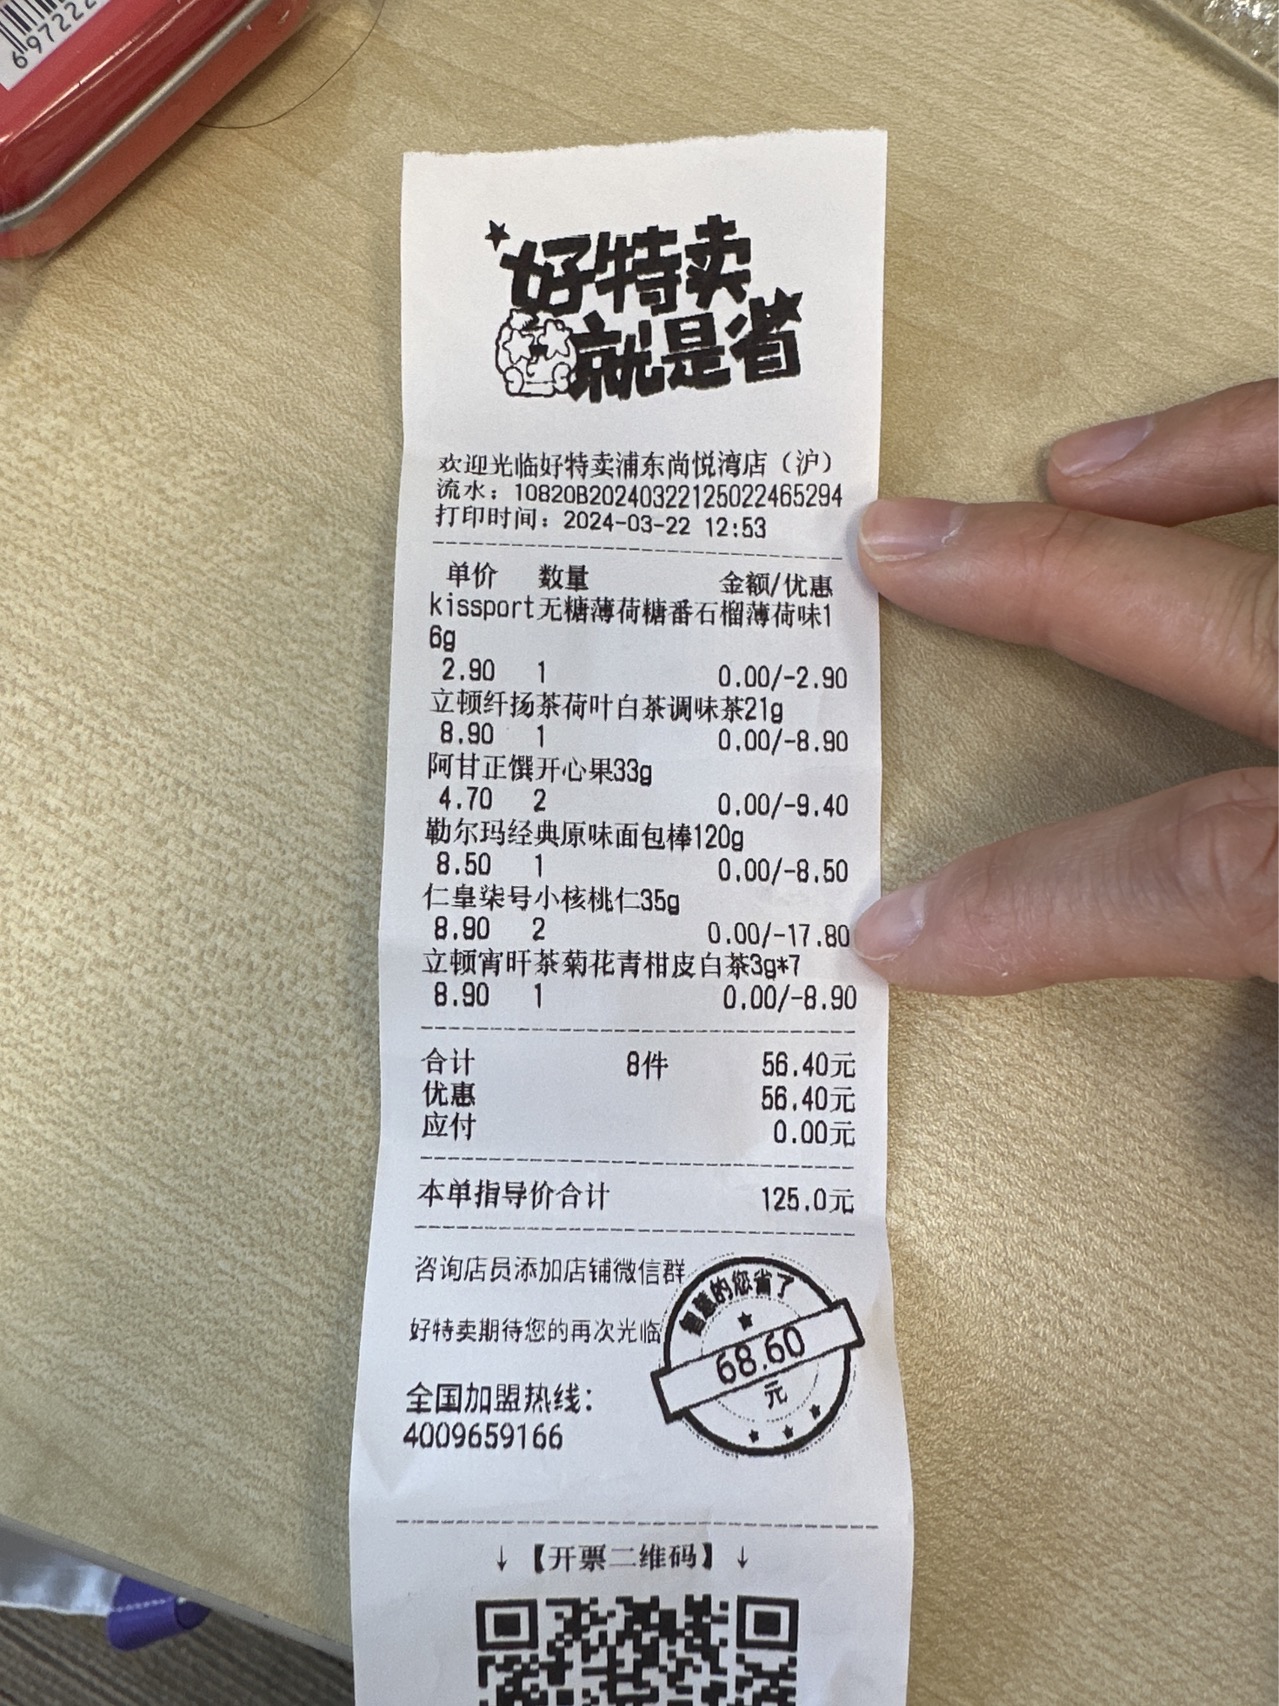 697222
好特卖
就是省
欢迎光临好特卖浦东尚悦湾店（沪）
流水：10820B20240322125022465294
打印时间：2024-03-22 12:53
单价 数量 金额/优惠
kissport无糖薄荷糖番石榴薄荷味1
6g
2.90 1 0.00/-2.90
立顿纤扬茶荷叶白茶调味茶21g
8.90 1 0.00/-8.90
阿甘正馔开心果33g
4.70 2 0.00/-9.40
勒尔玛经典原味面包棒120g
8.50 1 0.00/-8.50
仁皇柒号小核桃仁35g
8.90 2 0.00/-17.80
立顿宵旰茶菊花青柑皮白茶3g*7
8.90 1 0.00/-8.90
合计 8件 56.40元
优惠 56.40元
应付 0.00元
本单指导价合计 125.0元
咨询店员添加店铺微信群
好特卖期待您的再次光临
智慧的您省了
68.60
元
全国加盟热线：
4009659166
↓【开票二维码】↓